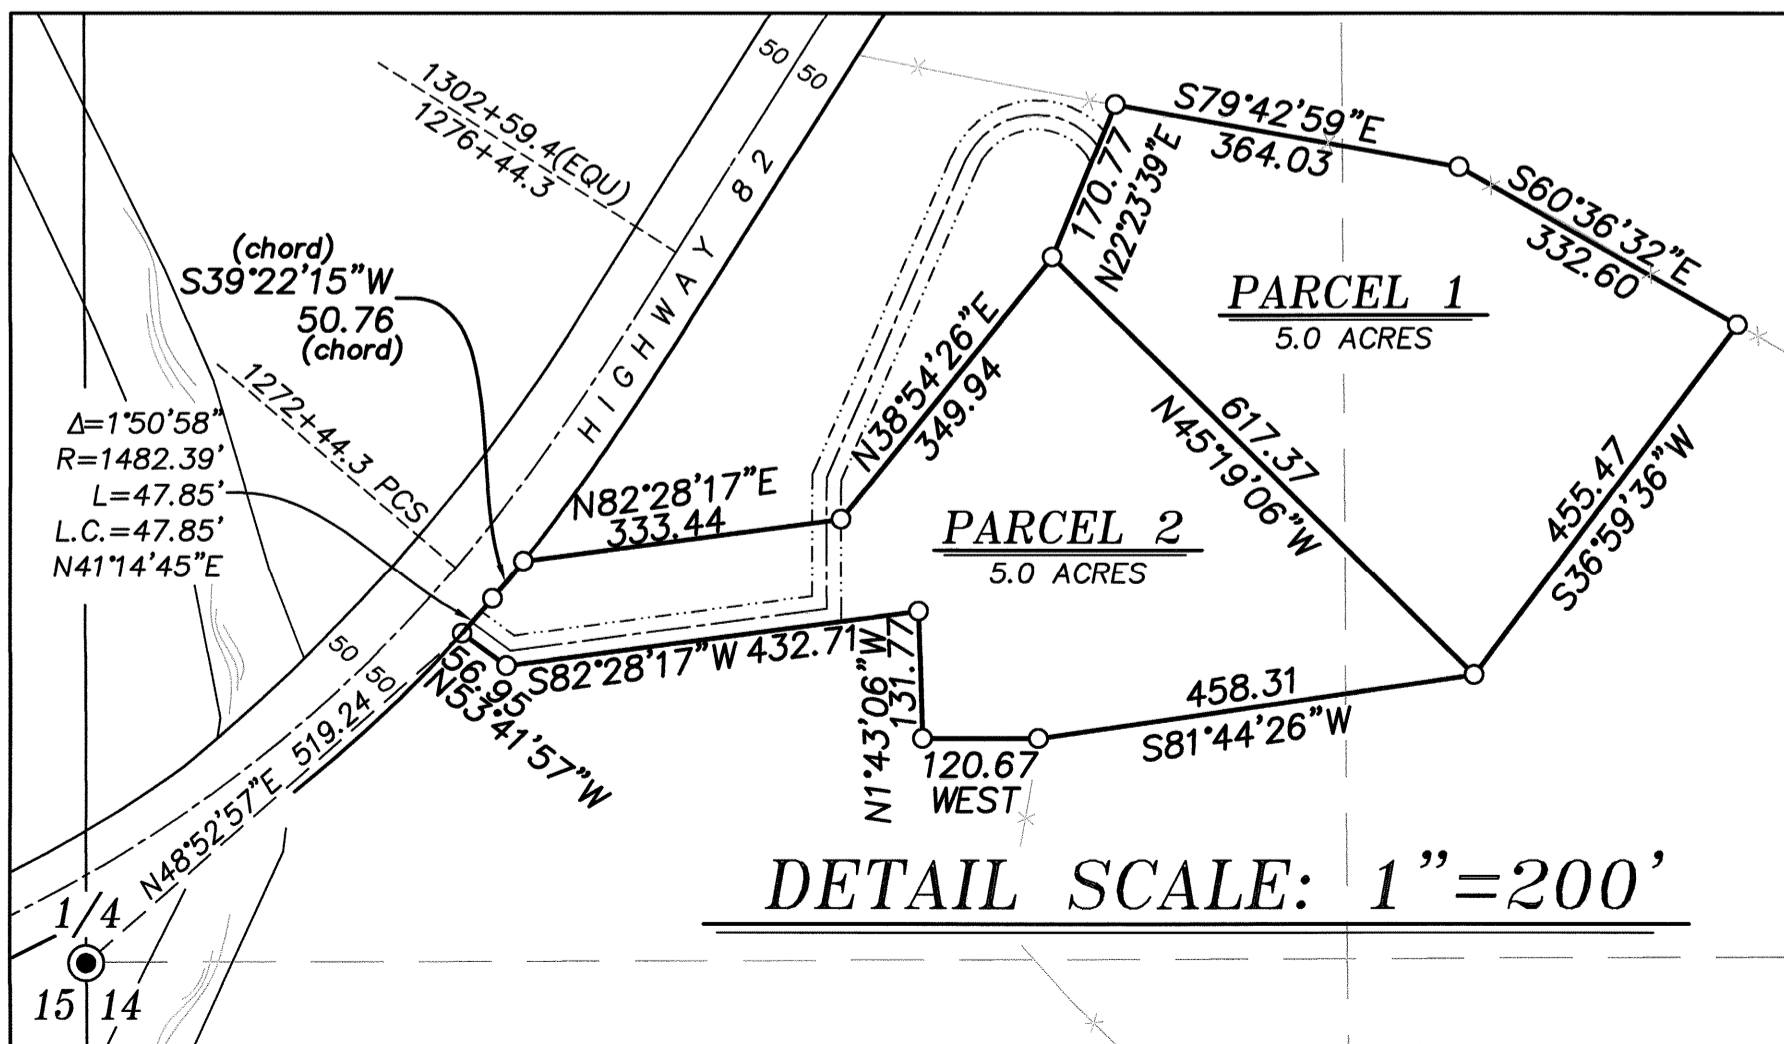 50 50
1302+59.4(EQU)
1276+44.3
HIGHWAY 82
(chord)
S39°22'15"W
50.76
(chord)
1272+44.3 PCS
Δ=1°50'58"
R=1482.39'
L=47.85'
L.C.=47.85'
N41°14'45"E
S79°42'59"E
364.03
170.77
N22°23'39"E
S60°36'32"E
332.60
PARCEL 1
5.0 ACRES
N38°54'26"E
349.94
617.37
N45°19'06"W
455.47
S36°59'36"W
N82°28'17"E
333.44
PARCEL 2
5.0 ACRES
50 50
56.95
N53°41'57"W
S82°28'17"W 432.71
N1°43'06"W
131.77
120.67
WEST
458.31
S81°44'26"W
N48°52'57"E 519.24
DETAIL SCALE: 1"=200'
1/4
15 14